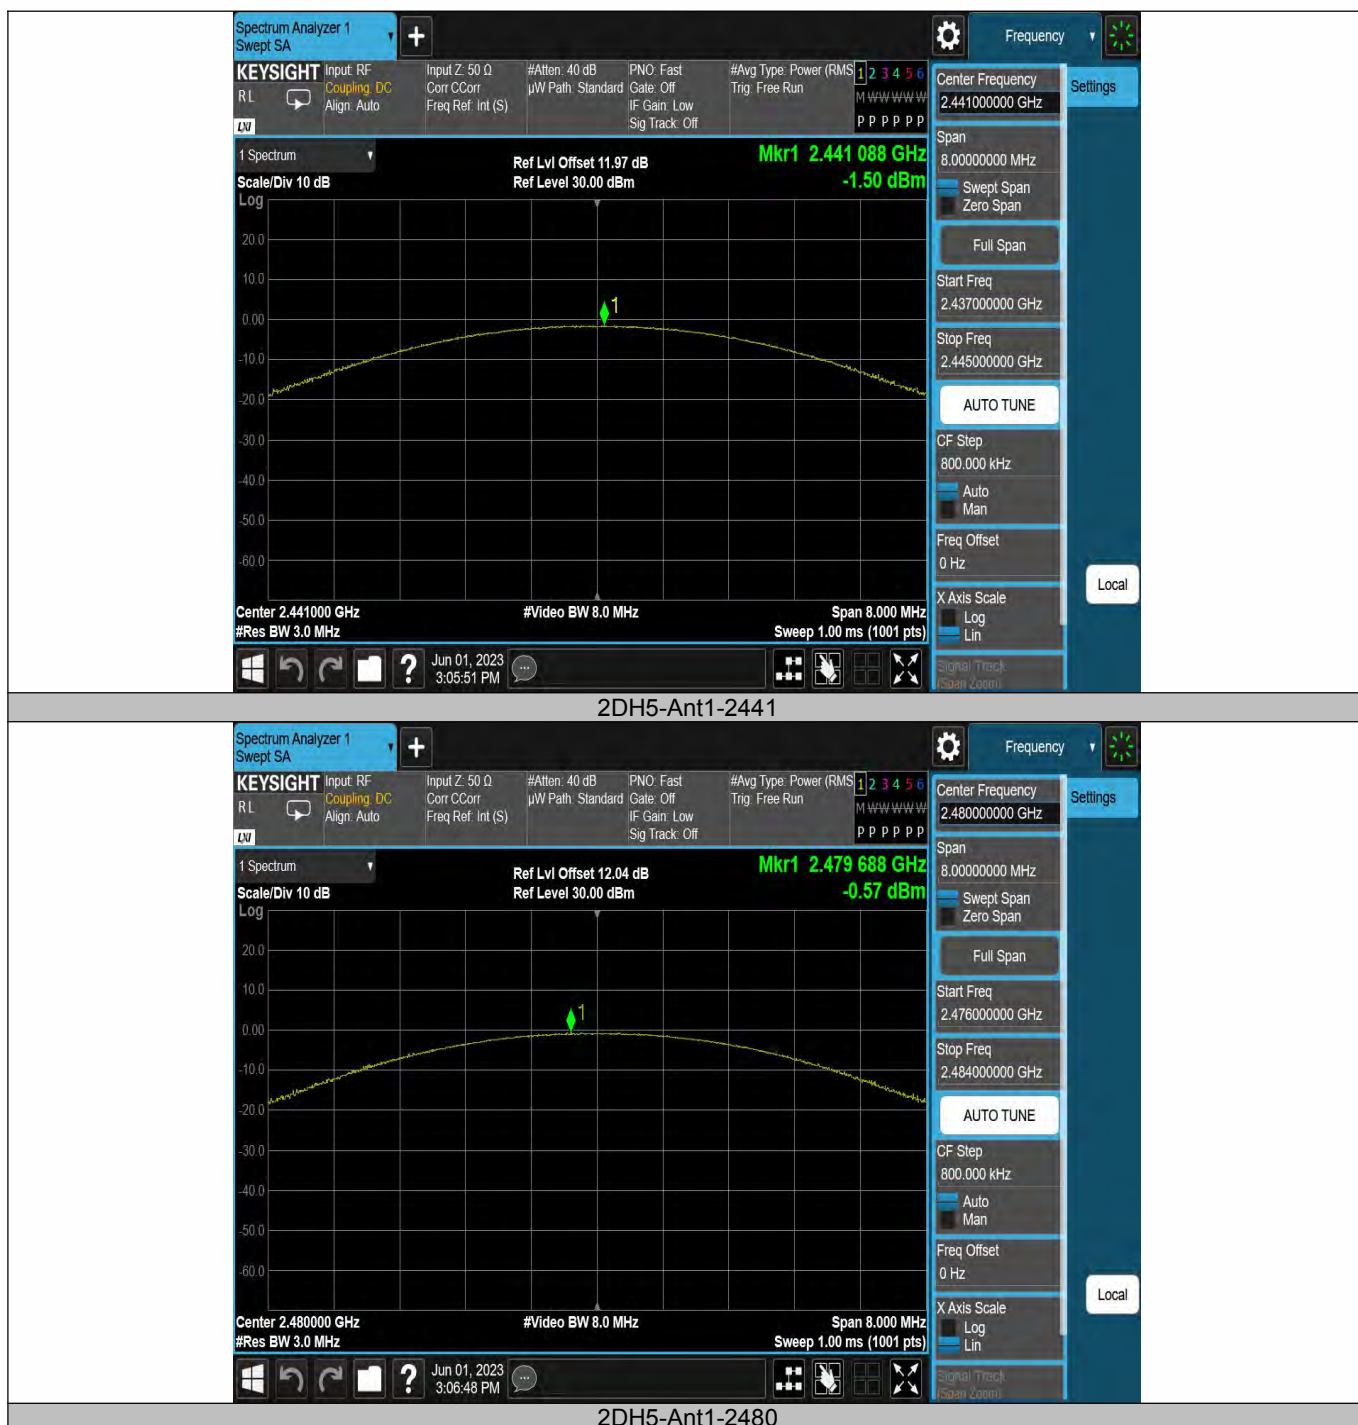 Spectrum Analyzer 1
Swept SA
Frequency
KEYSIGHT
RL
LXI
Input: RF
Coupling: DC
Align: Auto
Input Z: 50 Ω
Corr CCorr
Freq Ref: Int (S)
#Atten: 40 dB
µW Path: Standard
PNO: Fast
Gate: Off
IF Gain: Low
Sig Track: Off
#Avg Type: Power (RMS
Trig: Free Run
1 2 3 4 5 6
M W W W W W
P P P P P P
Center Frequency
2.441000000 GHz
Settings
1 Spectrum
Scale/Div 10 dB
Log
Ref Lvl Offset 11.97 dB
Ref Level 30.00 dBm
Mkr1 2.441 088 GHz
-1.50 dBm
Span
8.00000000 MHz
Swept Span
Zero Span
Full Span
Start Freq
2.437000000 GHz
Stop Freq
2.445000000 GHz
AUTO TUNE
CF Step
800.000 kHz
Auto
Man
Freq Offset
0 Hz
X Axis Scale
Log
Lin
Signal Track
(Span Zoom)
Local
20.0
10.0
0.00
-10.0
-20.0
-30.0
-40.0
-50.0
-60.0
1
Center 2.441000 GHz
#Res BW 3.0 MHz
#Video BW 8.0 MHz
Span 8.000 MHz
Sweep 1.00 ms (1001 pts)
?
Jun 01, 2023
3:05:51 PM
2DH5-Ant1-2441
Spectrum Analyzer 1
Swept SA
Frequency
KEYSIGHT
RL
LXI
Input: RF
Coupling: DC
Align: Auto
Input Z: 50 Ω
Corr CCorr
Freq Ref: Int (S)
#Atten: 40 dB
µW Path: Standard
PNO: Fast
Gate: Off
IF Gain: Low
Sig Track: Off
#Avg Type: Power (RMS
Trig: Free Run
1 2 3 4 5 6
M W W W W W
P P P P P P
Center Frequency
2.480000000 GHz
Settings
1 Spectrum
Scale/Div 10 dB
Log
Ref Lvl Offset 12.04 dB
Ref Level 30.00 dBm
Mkr1 2.479 688 GHz
-0.57 dBm
Span
8.00000000 MHz
Swept Span
Zero Span
Full Span
Start Freq
2.476000000 GHz
Stop Freq
2.484000000 GHz
AUTO TUNE
CF Step
800.000 kHz
Auto
Man
Freq Offset
0 Hz
X Axis Scale
Log
Lin
Signal Track
(Span Zoom)
Local
20.0
10.0
0.00
-10.0
-20.0
-30.0
-40.0
-50.0
-60.0
1
Center 2.480000 GHz
#Res BW 3.0 MHz
#Video BW 8.0 MHz
Span 8.000 MHz
Sweep 1.00 ms (1001 pts)
?
Jun 01, 2023
3:06:48 PM
2DH5-Ant1-2480